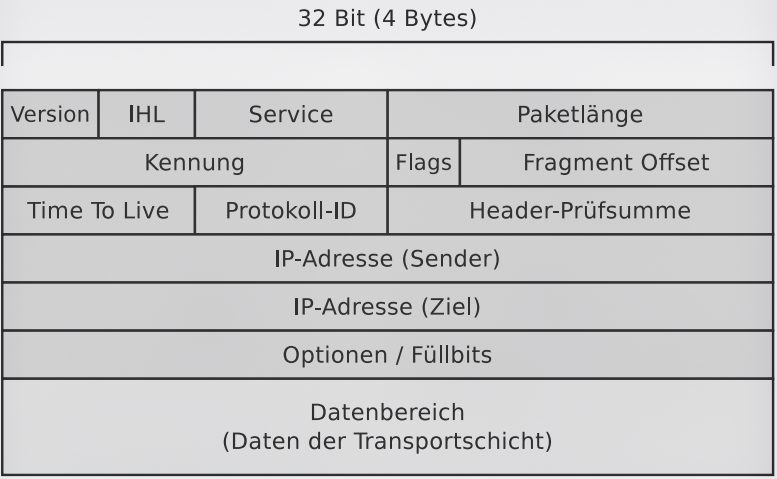 32 Bit (4 Bytes)
Version IHL Service Paketlänge
Kennung Flags Fragment Offset
Time To Live Protokoll-ID Header-Prüfsumme
IP-Adresse (Sender)
IP-Adresse (Ziel)
Optionen / Füllbits
Datenbereich
(Daten der Transportschicht)